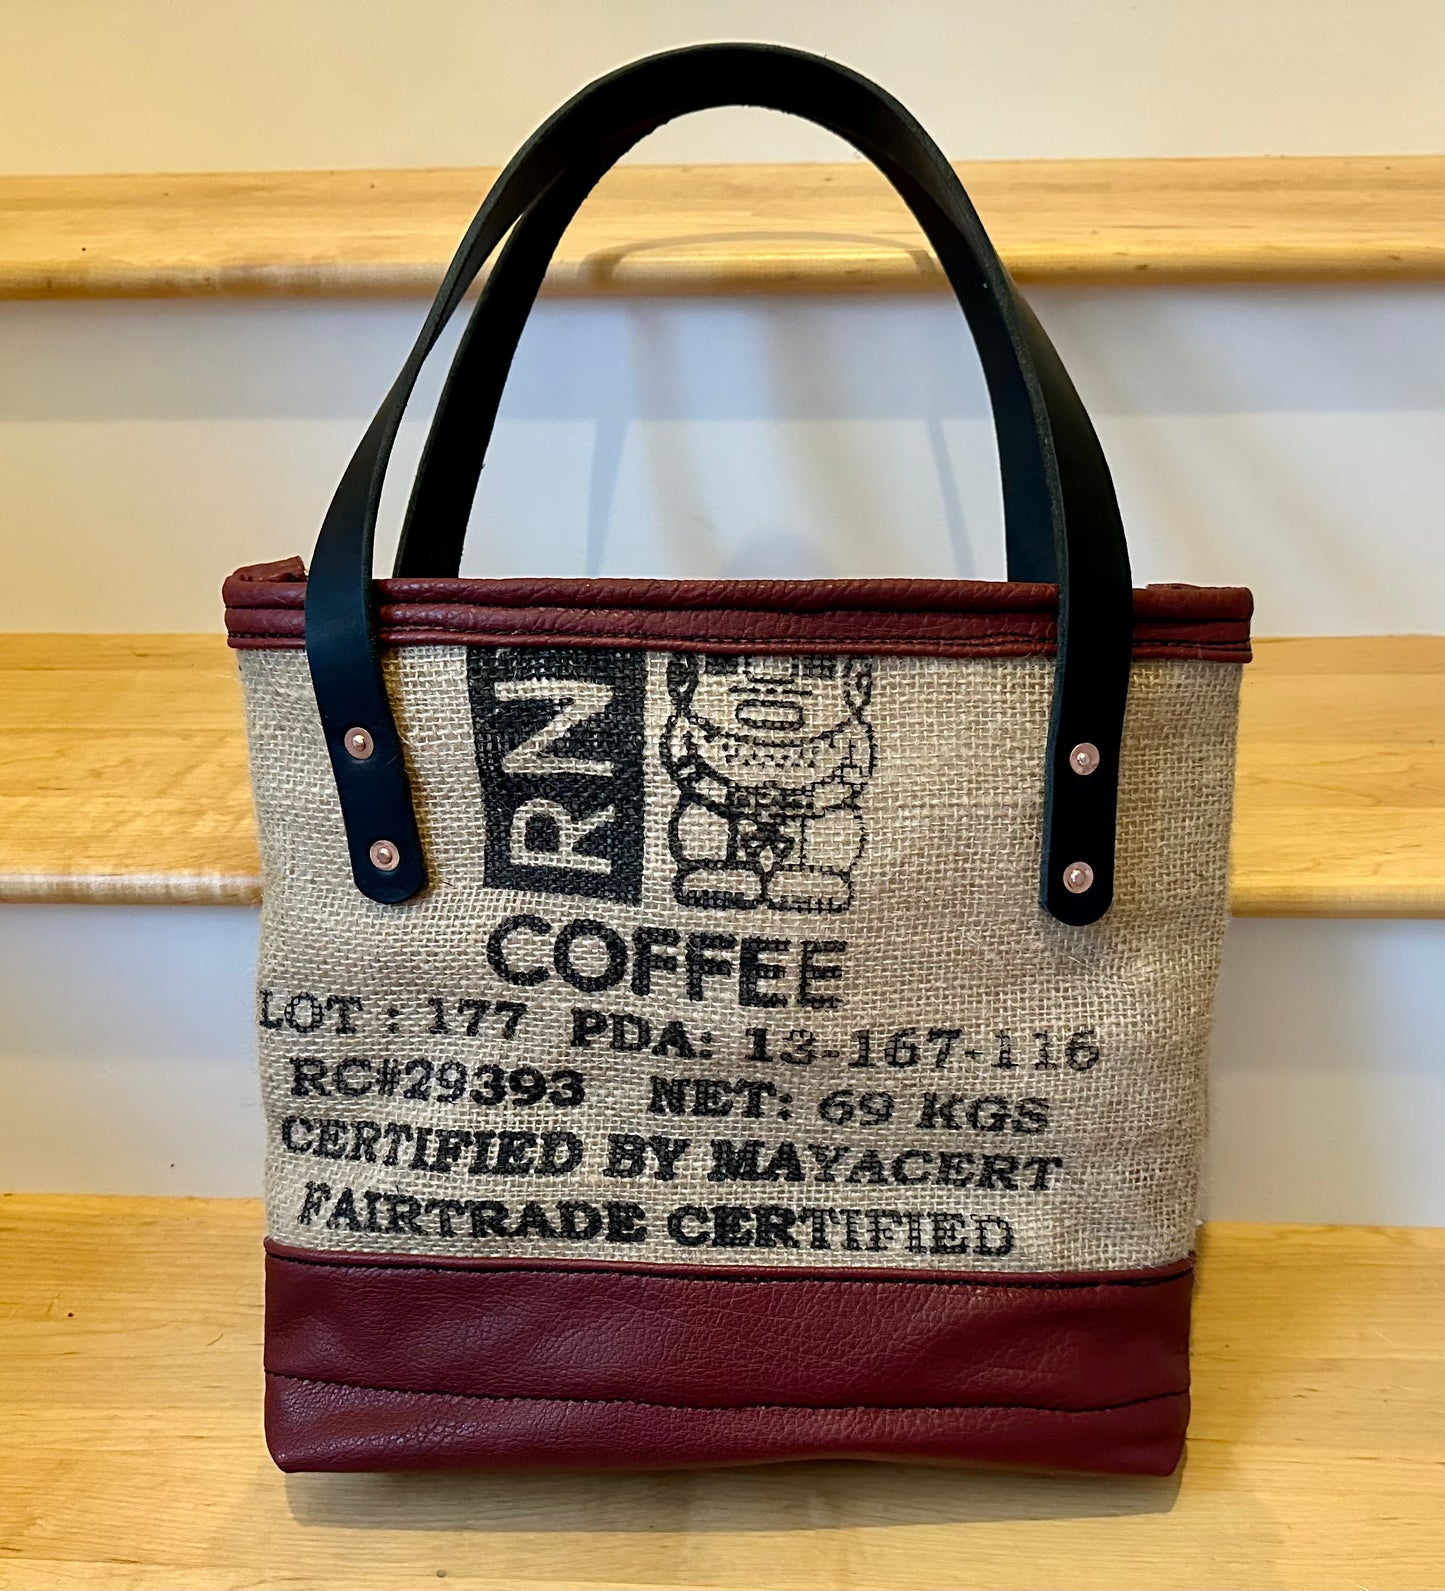 RN
COFFEE
LOT : 177 PDA: 13-167-116
RC#29393 NET: 69 KGS
CERTIFIED BY MAYACERT
FAIRTRADE CERTIFIED